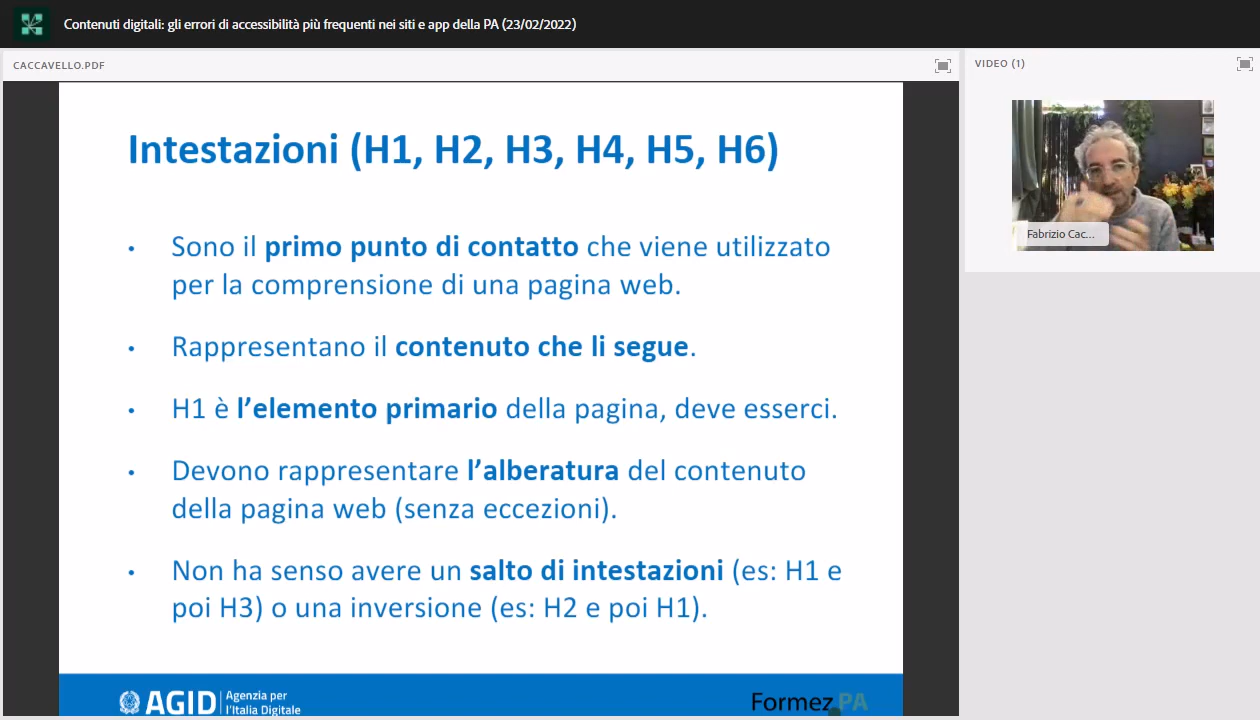 Contenuti digitali: gli errori di accessibilità più frequenti nei siti e app della PA (23/02/2022)
CACCAVELLO.PDF
VIDEO (1)
Intestazioni (H1, H2, H3, H4, H5, H6)
• Sono il primo punto di contatto che viene utilizzato
per la comprensione di una pagina web.
• Rappresentano il contenuto che li segue.
• H1 è l’elemento primario della pagina, deve esserci.
• Devono rappresentare l’alberatura del contenuto
della pagina web (senza eccezioni).
• Non ha senso avere un salto di intestazioni (es: H1 e
poi H3) o una inversione (es: H2 e poi H1).
Fabrizio Cac...
AGID Agenzia per
l’Italia Digitale
Formez PA